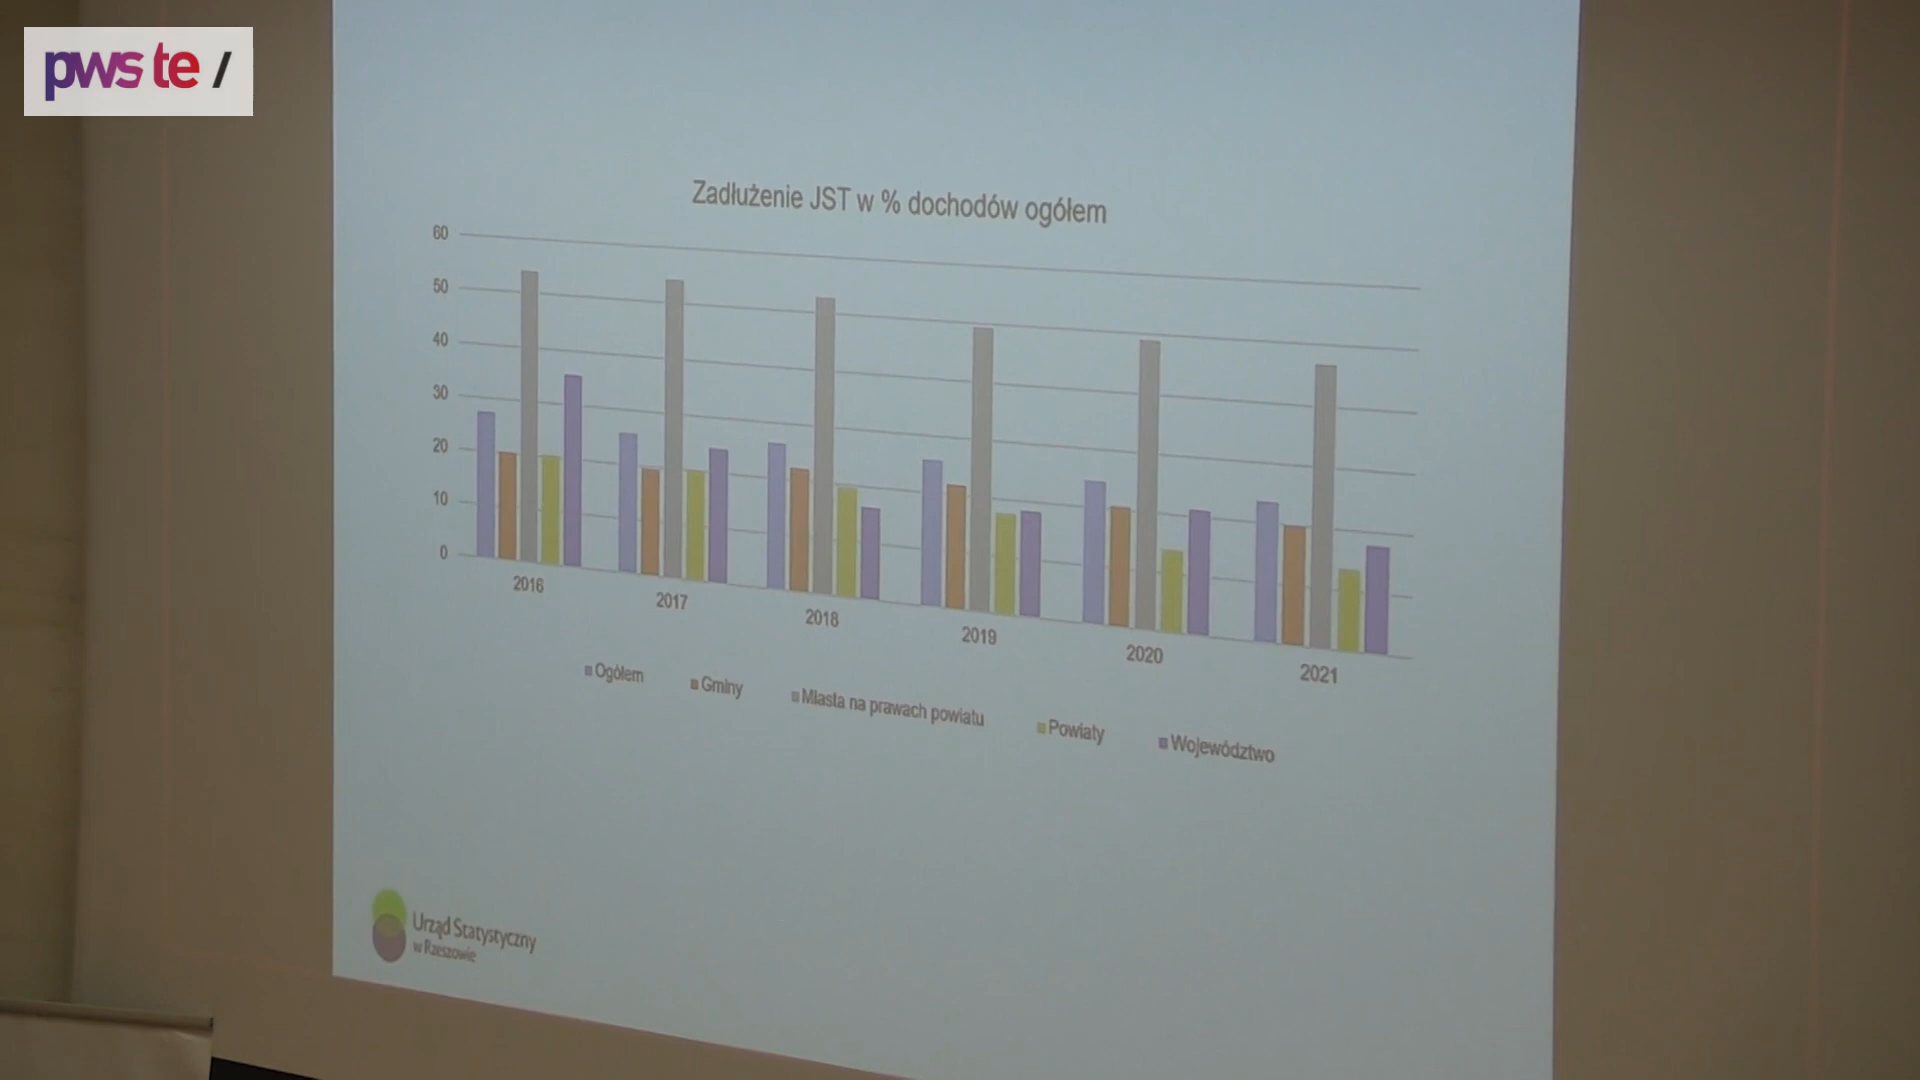 pwste/
Zadłużenie JST w % dochodów ogółem
60
50
40
30
20
10
0
2016
2017
2018
2019
2020
2021
Ogółem
Gminy
Miasta na prawach powiatu
Powiaty
Województwo
Urząd Statystyczny
w Rzeszowie